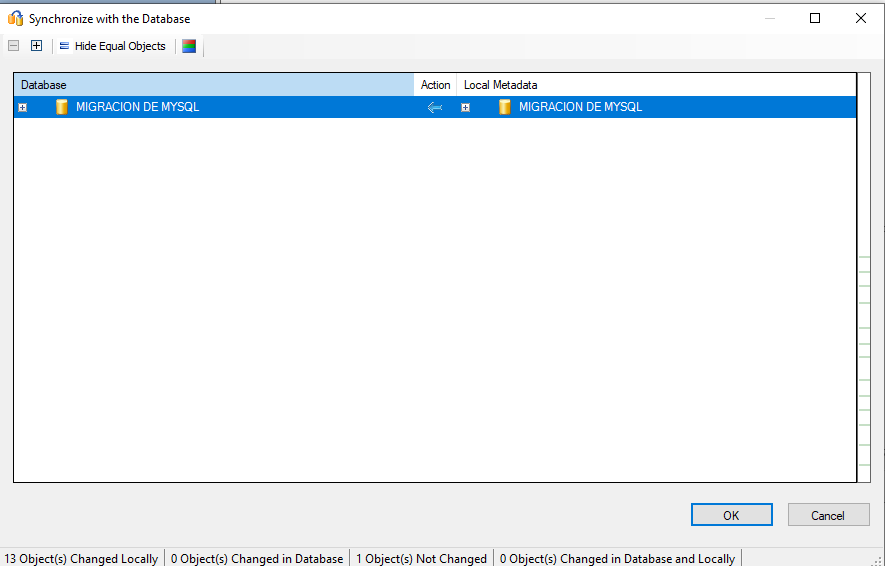 Synchronize with the Database
Hide Equal Objects
Database Action Local Metadata
MIGRACION DE MYSQL MIGRACION DE MYSQL
OK Cancel
13 Object(s) Changed Locally 0 Object(s) Changed in Database 1 Object(s) Not Changed 0 Object(s) Changed in Database and Locally